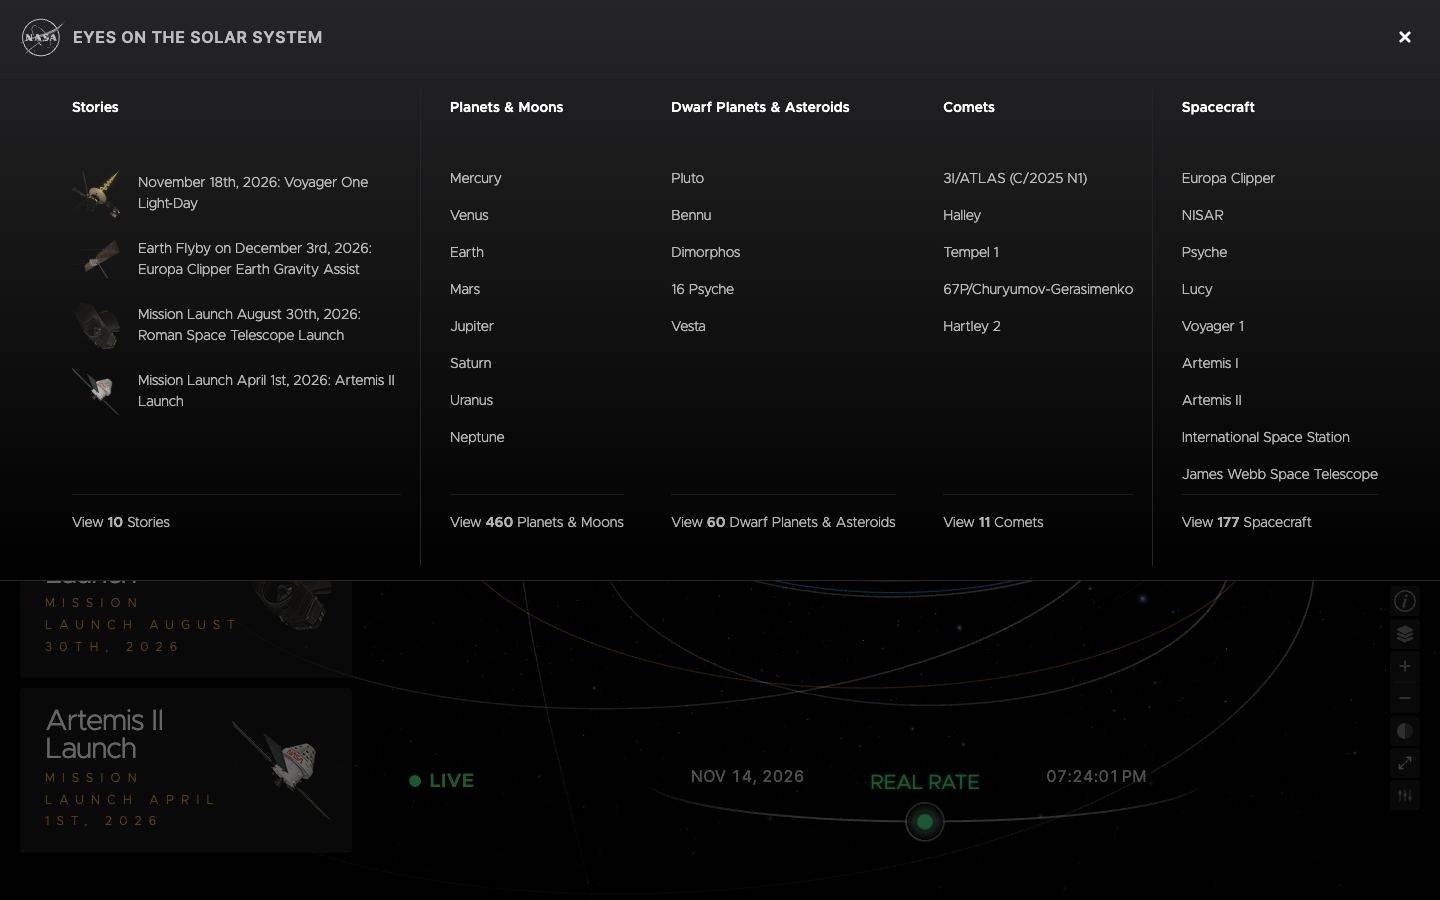 NASA
EYES ON THE SOLAR SYSTEM
Stories
November 18th, 2026: Voyager One
Light-Day
Earth Flyby on December 3rd, 2026:
Europa Clipper Earth Gravity Assist
Mission Launch August 30th, 2026:
Roman Space Telescope Launch
Mission Launch April 1st, 2026: Artemis II
Launch
View 10 Stories
Planets & Moons
Mercury
Venus
Earth
Mars
Jupiter
Saturn
Uranus
Neptune
View 460 Planets & Moons
Dwarf Planets & Asteroids
Pluto
Bennu
Dimorphos
16 Psyche
Vesta
View 60 Dwarf Planets & Asteroids
Comets
3I/ATLAS (C/2025 N1)
Halley
Tempel 1
67P/Churyumov-Gerasimenko
Hartley 2
View 11 Comets
Spacecraft
Europa Clipper
NISAR
Psyche
Lucy
Voyager 1
Artemis I
Artemis II
International Space Station
James Webb Space Telescope
View 177 Spacecraft
Launch
MISSION
LAUNCH AUGUST
30TH, 2026
Artemis II
Launch
MISSION
LAUNCH APRIL
1ST, 2026
LIVE
NOV 14, 2026
REAL RATE
07:24:01 PM